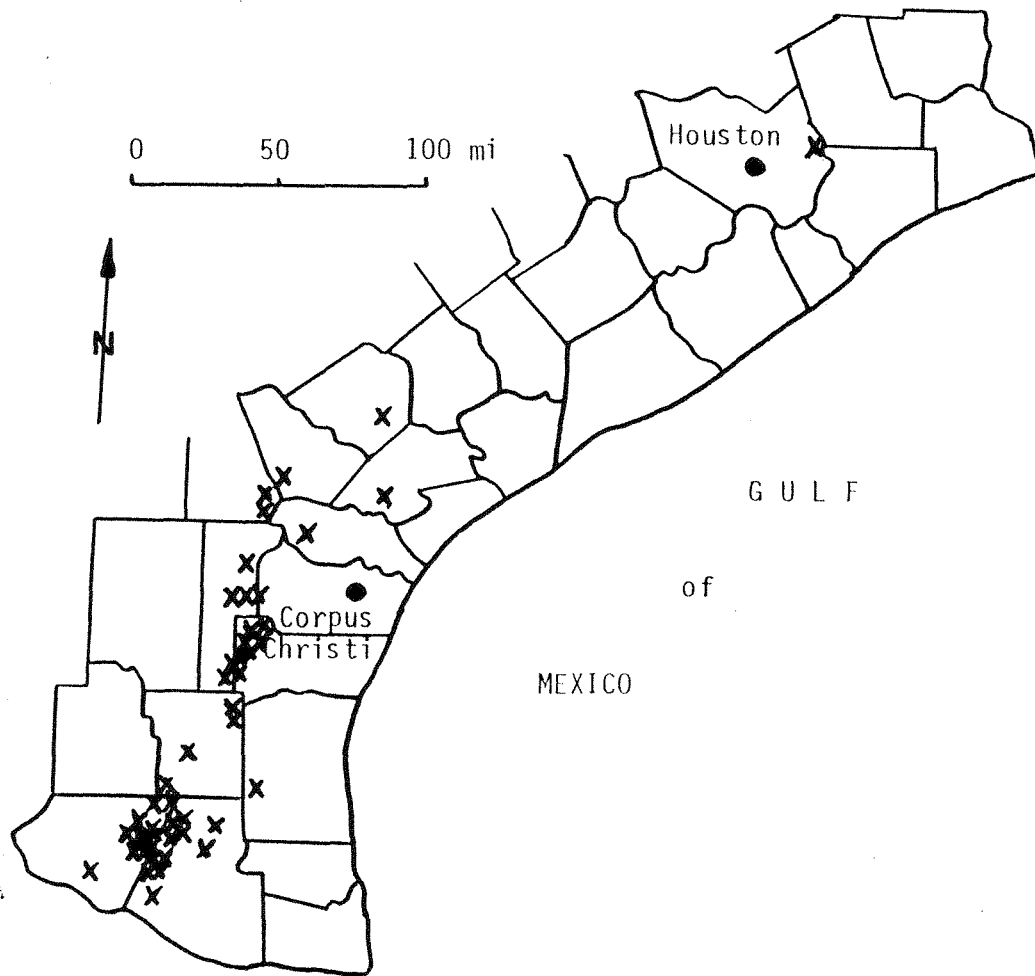 Houston
0 50 100 mi
N
GULF
of
Corpus
Christi
MEXICO